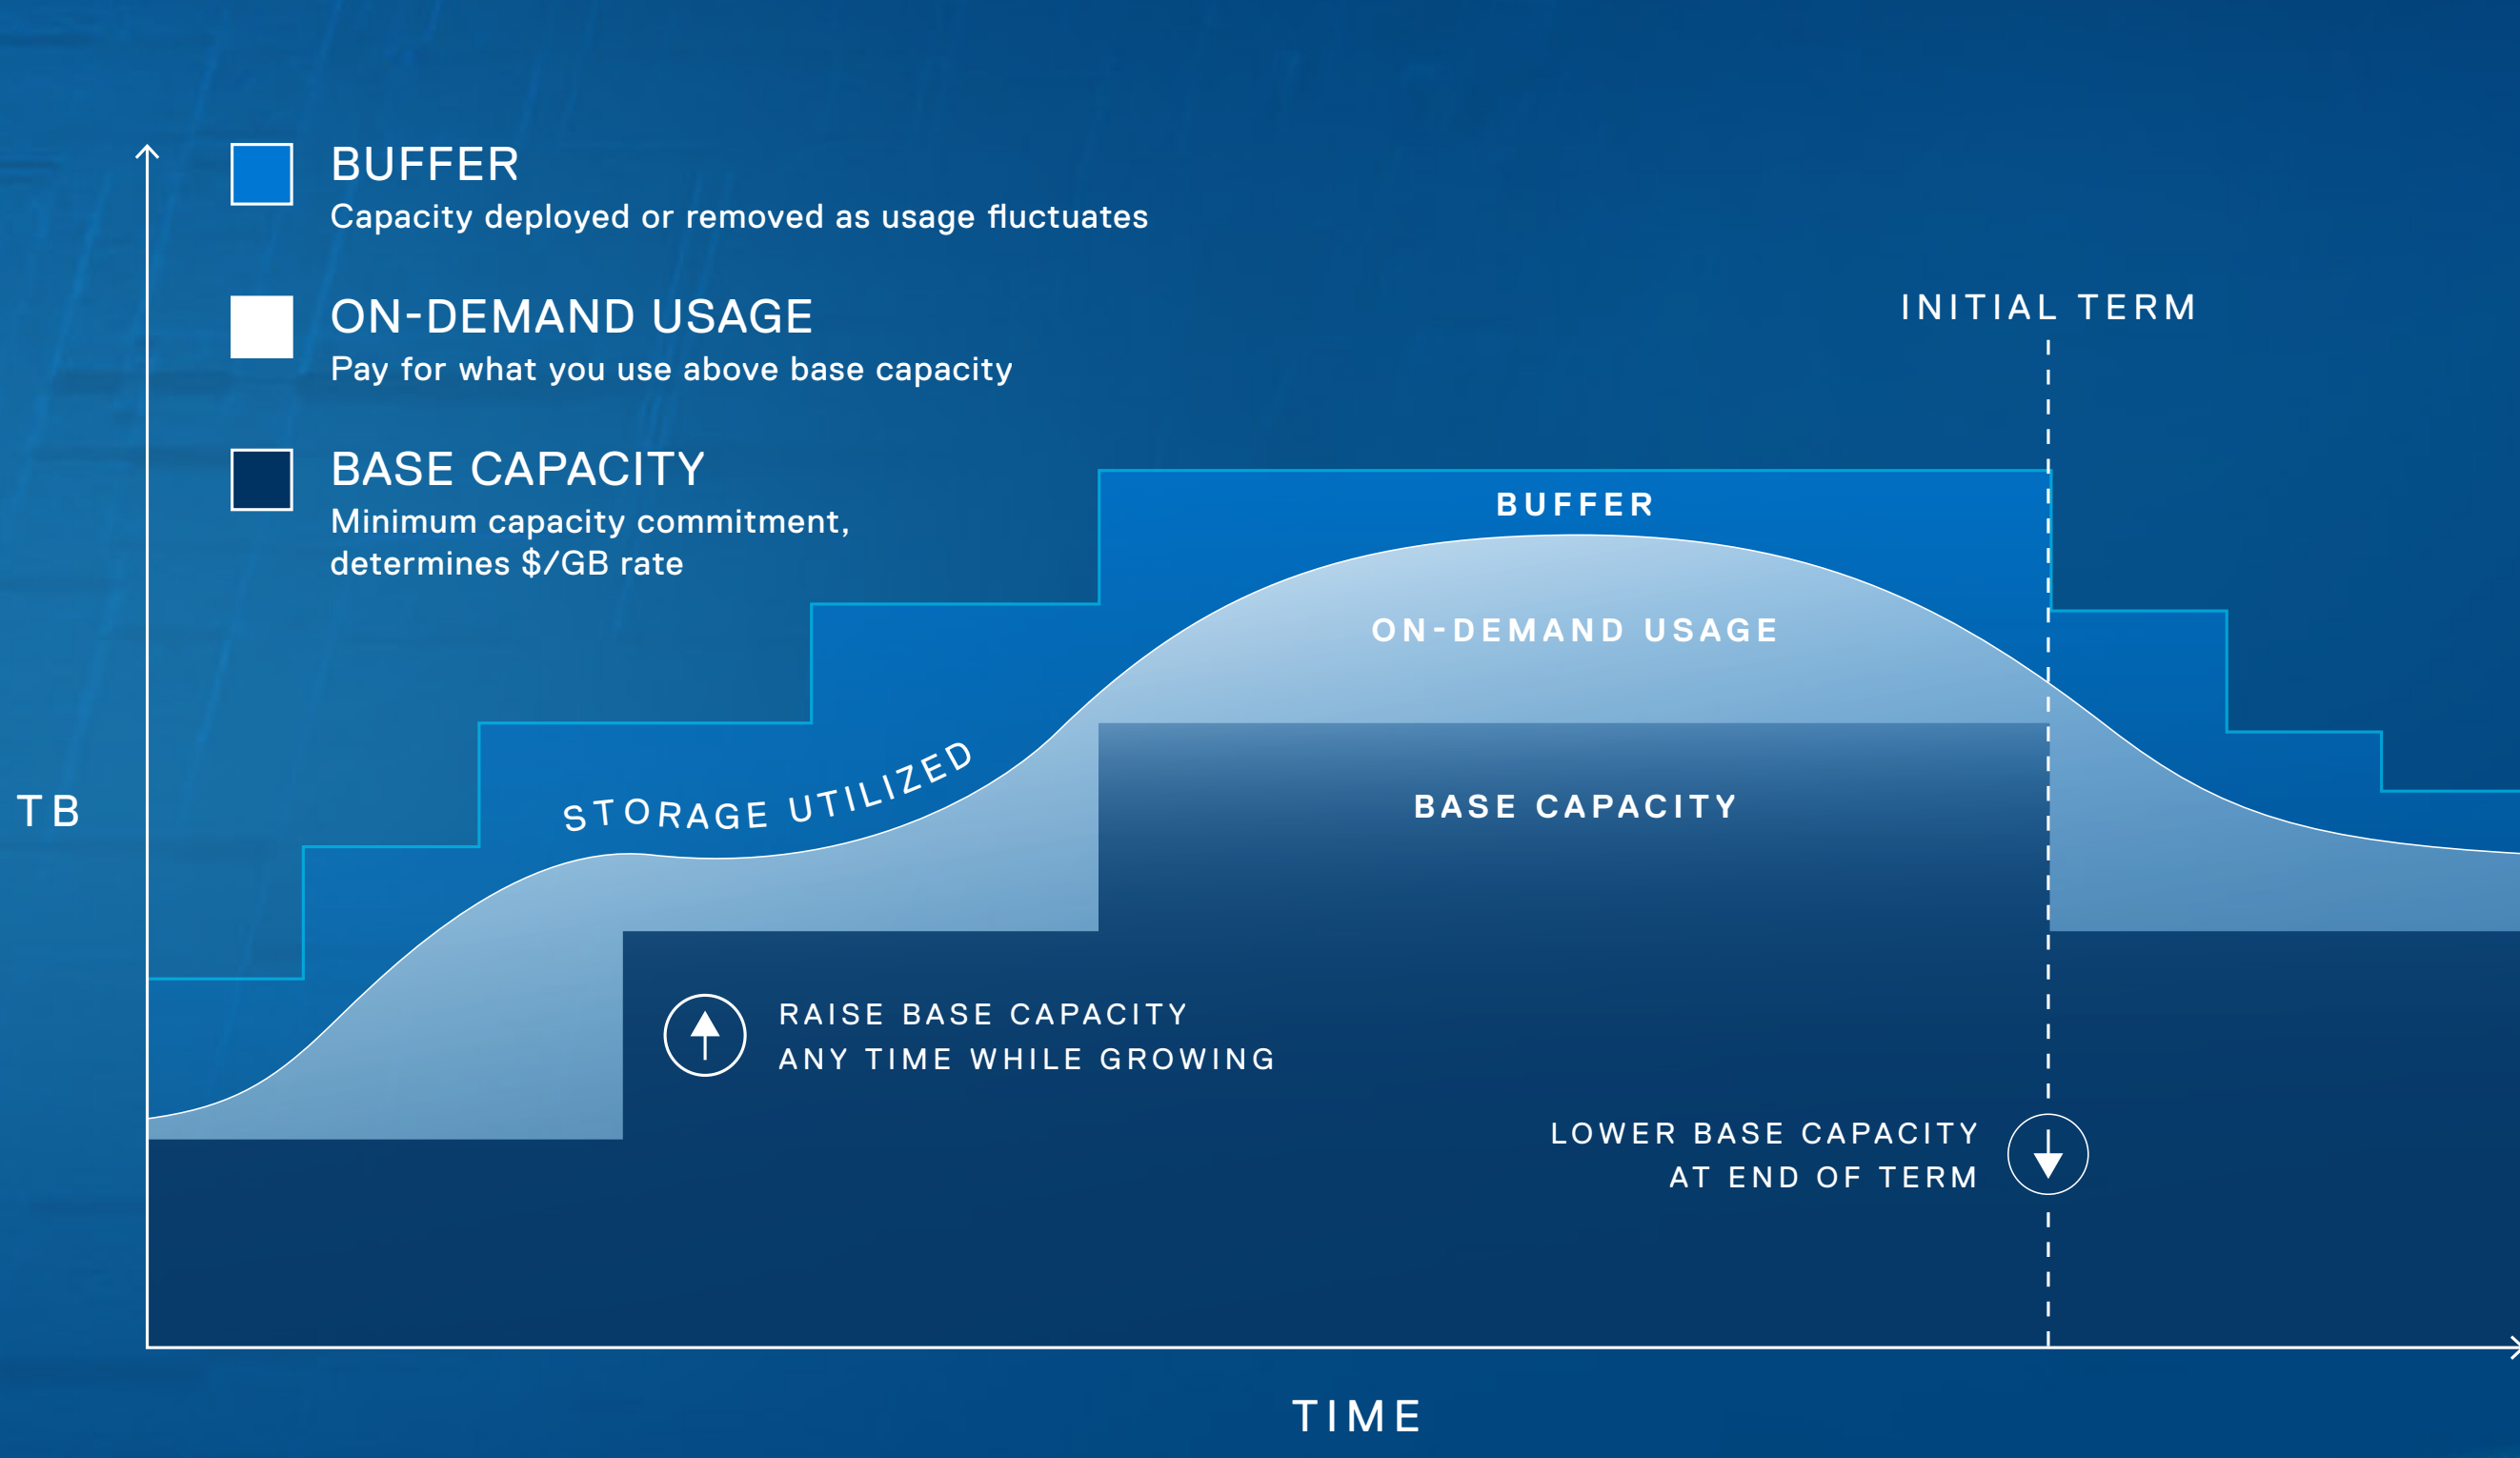 BUFFER
Capacity deployed or removed as usage fluctuates
ON-DEMAND USAGE
Pay for what you use above base capacity
BASE CAPACITY
Minimum capacity commitment,
determines $/GB rate
INITIAL TERM
BUFFER
ON-DEMAND USAGE
STORAGE UTILIZED
BASE CAPACITY
TB
RAISE BASE CAPACITY
ANY TIME WHILE GROWING
LOWER BASE CAPACITY
AT END OF TERM
TIME